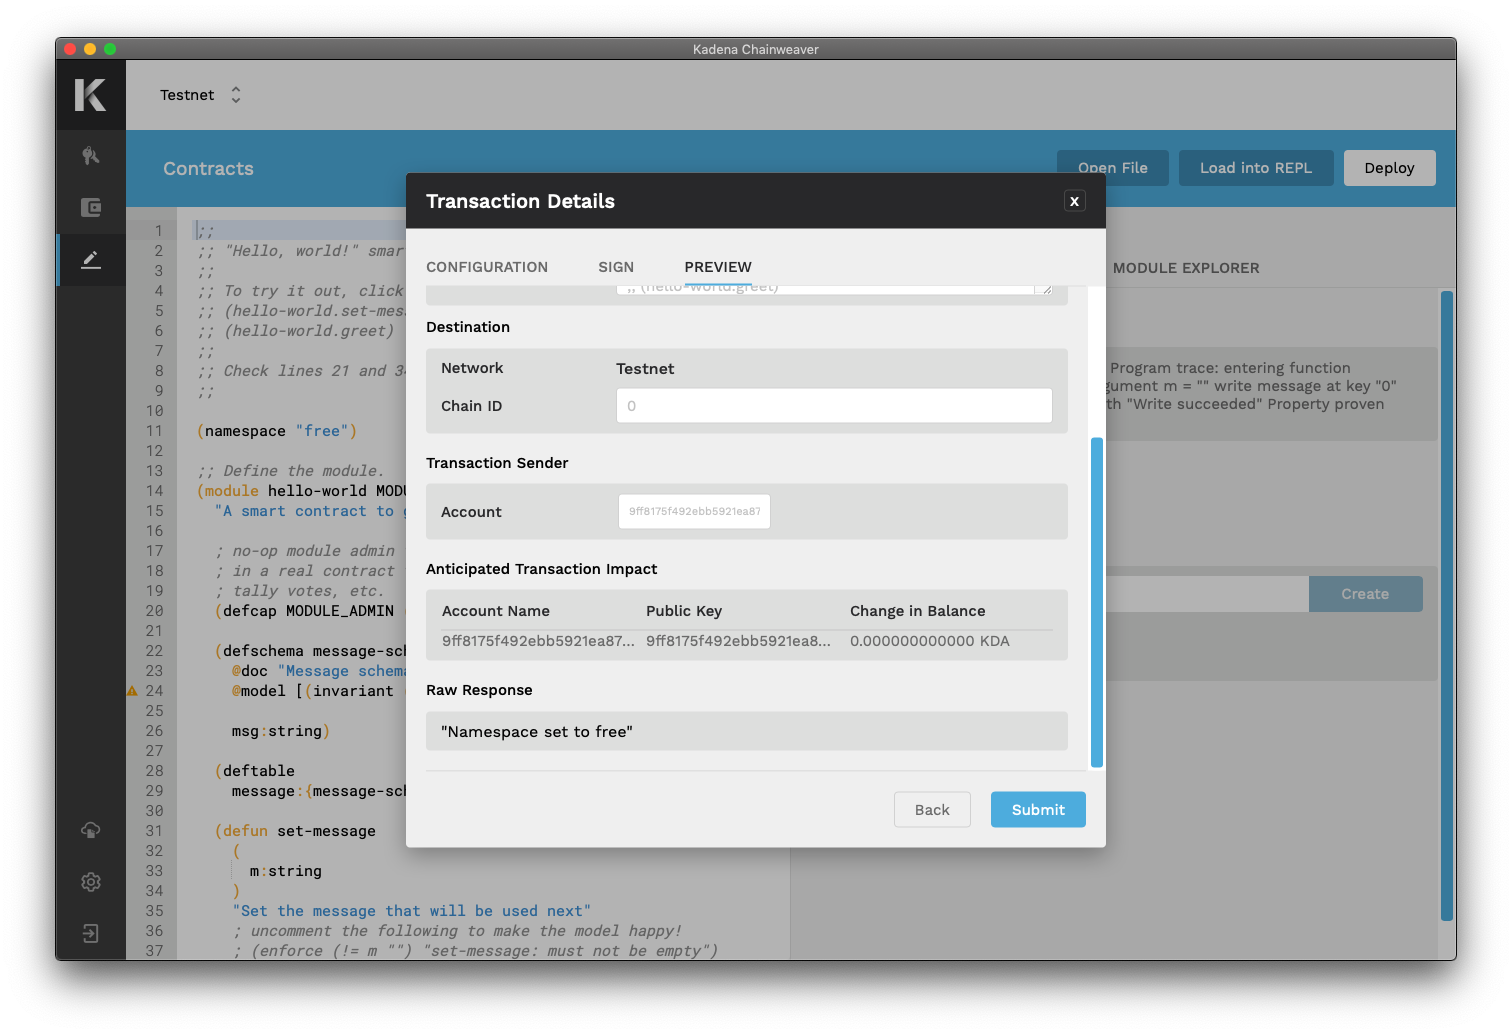 Kadena Chainweaver
Testnet
Contracts
Open File
Load into REPL
Deploy
Transaction Details
x
CONFIGURATION
SIGN
PREVIEW
;; (hello-world.greet)
Destination
Network
Testnet
Chain ID
0
Transaction Sender
Account
9ff8175f492ebb5921ea87
Anticipated Transaction Impact
Account Name Public Key Change in Balance
9ff8175f492ebb5921ea87... 9ff8175f492ebb5921ea8... 0.000000000000 KDA
Raw Response
"Namespace set to free"
Back
Submit
1 ;;
2 ;; "Hello, world!" smar
3 ;;
4 ;; To try it out, click
5 ;; (hello-world.set-mes
6 ;; (hello-world.greet)
7 ;;
8 ;; Check lines 21 and 3
9 ;;
10
11 (namespace "free")
12
13 ;; Define the module.
14 (module hello-world MODU
15 "A smart contract to g
16
17 ; no-op module admin
18 ; in a real contract
19 ; tally votes, etc.
20 (defcap MODULE_ADMIN
21
22 (defschema message-sch
23 @doc "Message schema
24 @model [(invariant
25
26 msg:string)
27
28 (deftable
29 message:{message-sch
30
31 (defun set-message
32 (
33 m:string
34 )
35 "Set the message that will be used next"
36 ; uncomment the following to make the model happy!
37 ; (enforce (!= m "") "set-message: must not be empty")
MODULE EXPLORER
Program trace: entering function
gument m = "" write message at key "0"
th "Write succeeded" Property proven
Create